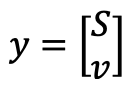 y = [S
v]